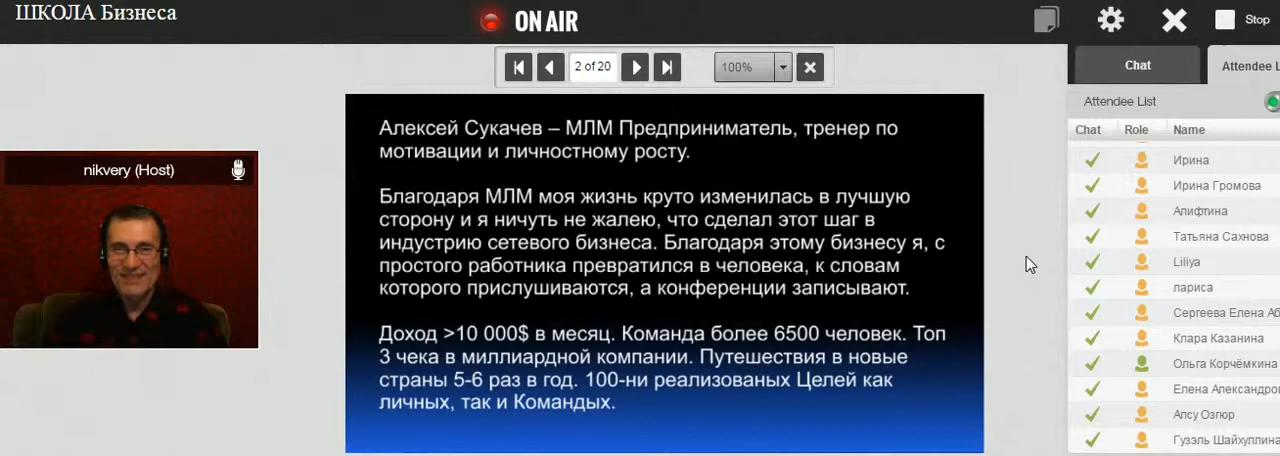 ШКОЛА Бизнеса
ON AIR
Stop
2 of 20
100%
Chat
Attendee L
Attendee List
Chat Role Name
nikvery (Host)
Алексей Сукачев – МЛМ Предприниматель, тренер по
мотивации и личностному росту.
Благодаря МЛМ моя жизнь круто изменилась в лучшую
сторону и я ничуть не жалею, что сделал этот шаг в
индустрию сетевого бизнеса. Благодаря этому бизнесу я, с
простого работника превратился в человека, к словам
которого прислушиваются, а конференции записывают.
Доход >10 000$ в месяц. Команда более 6500 человек. Топ
3 чека в миллиардной компании. Путешествия в новые
страны 5-6 раз в год. 100-ни реализованых Целей как
личных, так и Командых.
Ирина
Ирина Громова
Алифтина
Татьяна Сахнова
Liliya
лариса
Сергеева Елена Аб
Клара Казанина
Ольга Корчёмкина
Елена Александров
Алсу Озгюр
Гузэль Шайхуллина